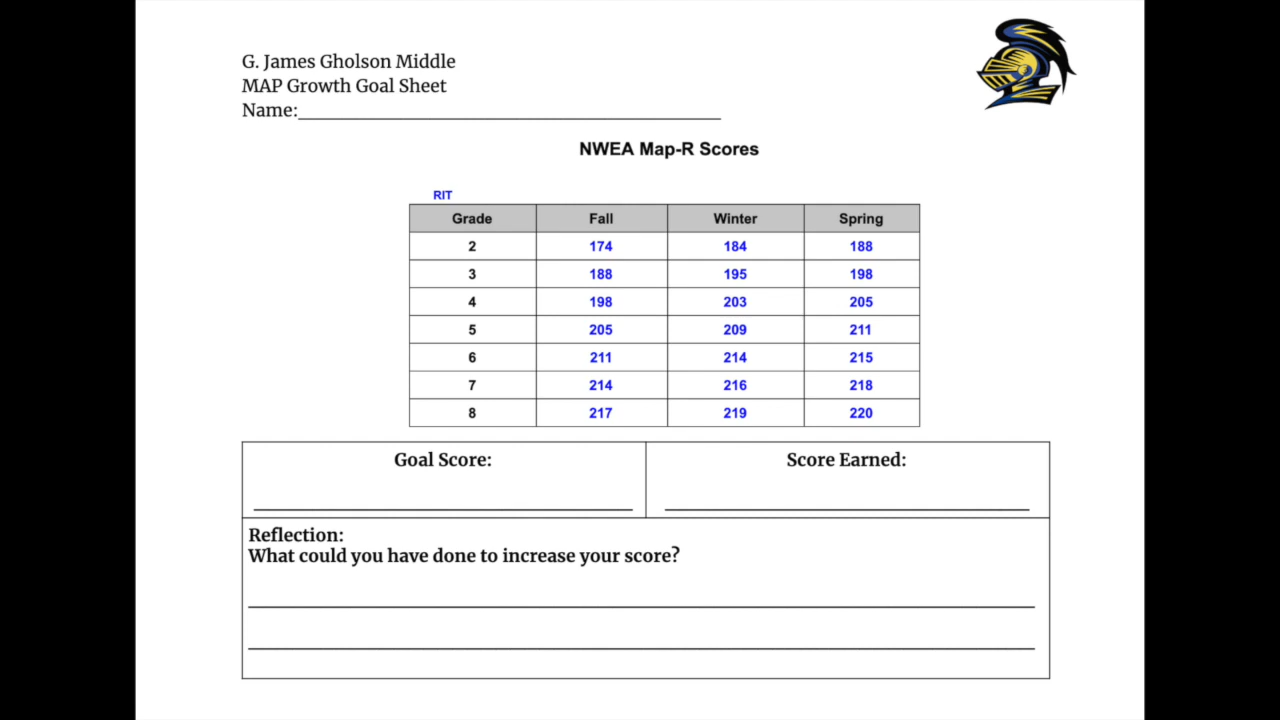 G. James Gholson Middle
MAP Growth Goal Sheet
Name:
NWEA Map-R Scores
RIT
Grade Fall Winter Spring
2 174 184 188
3 188 195 198
4 198 203 205
5 205 209 211
6 211 214 215
7 214 216 218
8 217 219 220
Goal Score: Score Earned:
Reflection:
What could you have done to increase your score?